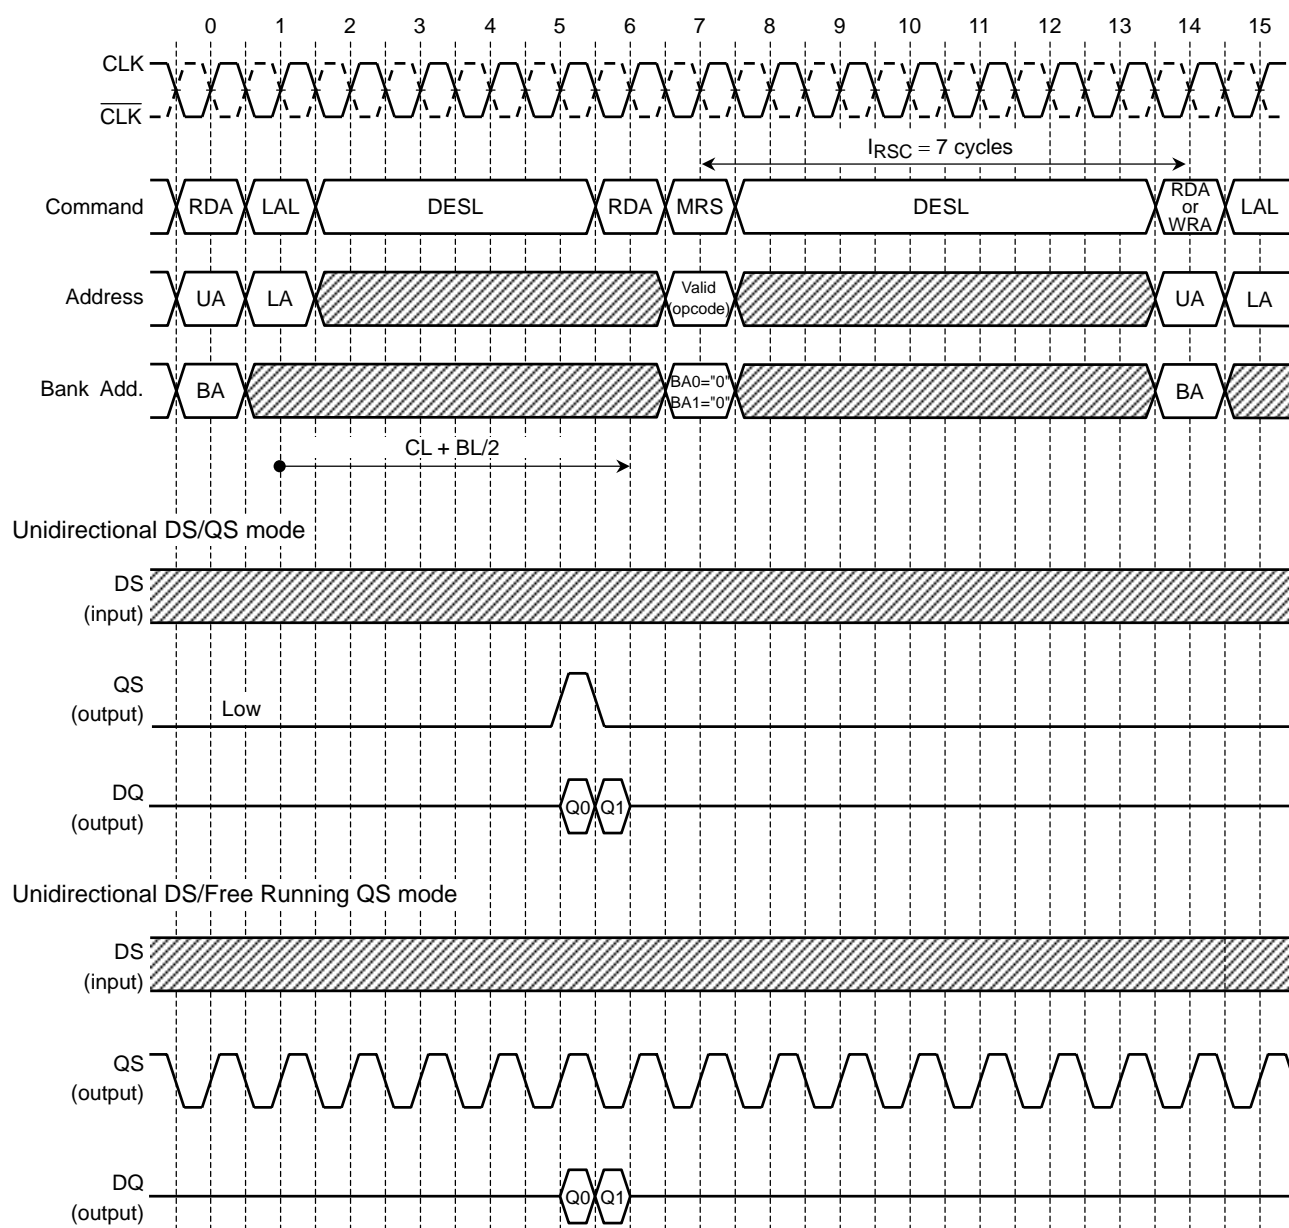 0 1 2 3 4 5 6 7 8 9 10 11 12 13 14 15
CLK
CLK
IRSC = 7 cycles
Command RDA LAL DESL RDA MRS DESL RDA or WRA LAL
Address UA LA Valid (opcode) UA LA
Bank Add. BA BA0="0" BA1="0" BA
CL + BL/2
Unidirectional DS/QS mode
DS
(input)
QS
(output) Low
DQ
(output) Q0 Q1
Unidirectional DS/Free Running QS mode
DS
(input)
QS
(output)
DQ
(output) Q0 Q1